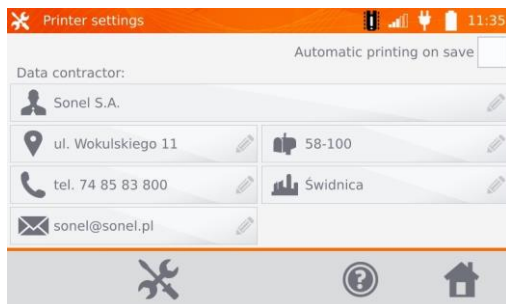 Printer settings
11:35
Automatic printing on save
Data contractor:
Sonel S.A.
ul. Wokulskiego 11
58-100
tel. 74 85 83 800
Świdnica
sonel@sonel.pl
?